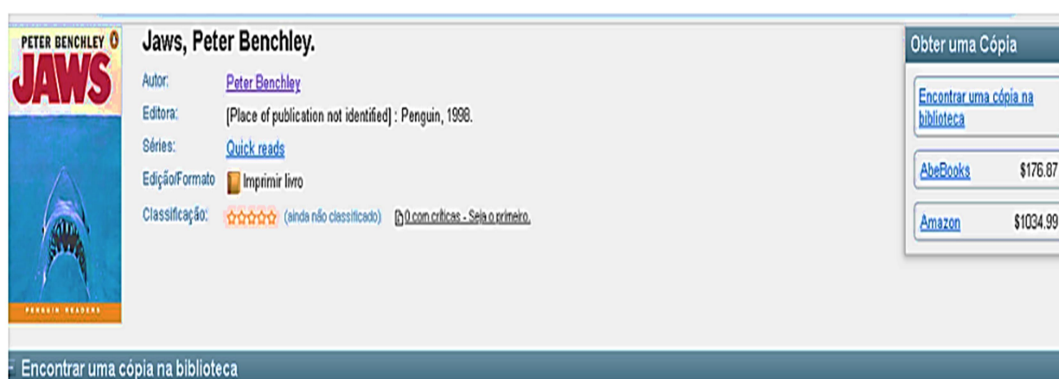 PETER BENCHLEY
JAWS
PENGUIN READERS
Jaws, Peter Benchley.
Autor: Peter Benchley
Editora: [Place of publication not identified] : Penguin, 1998.
Séries: Quick reads
Edição/Formato Imprimir livro
Classificação: (ainda não classificado) 0 com críticas - Seja o primeiro.
Obter uma Cópia
Encontrar uma cópia na
biblioteca
AbeBooks $176.87
Amazon $1034.99
Encontrar uma cópia na biblioteca